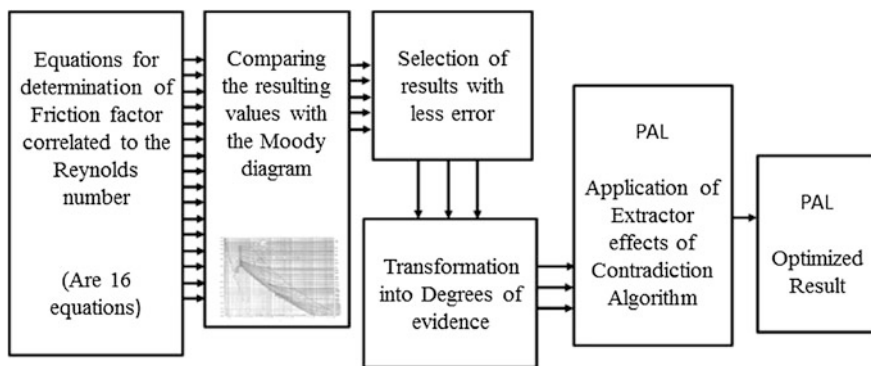 Equations for
determination of
Friction factor
correlated to the
Reynolds
number
(Are 16
equations)
Comparing
the resulting
values with
the Moody
diagram
Selection of
results with
less error
Transformation
into Degrees of
evidence
PAL
Application of
Extractor
effects of
Contradiction
Algorithm
PAL
Optimized
Result